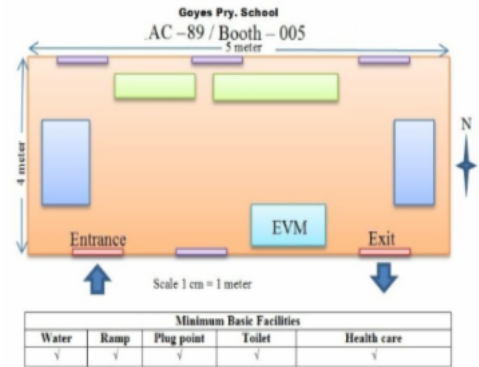 Goyes Pry. School
AC –89 / Booth – 005
5 meter
4 meter
N
EVM
Entrance
Exit
Scale 1 cm = 1 meter
Minimum Basic Facilities
Water Ramp Plug point Toilet Health care
√ √ √ √ √